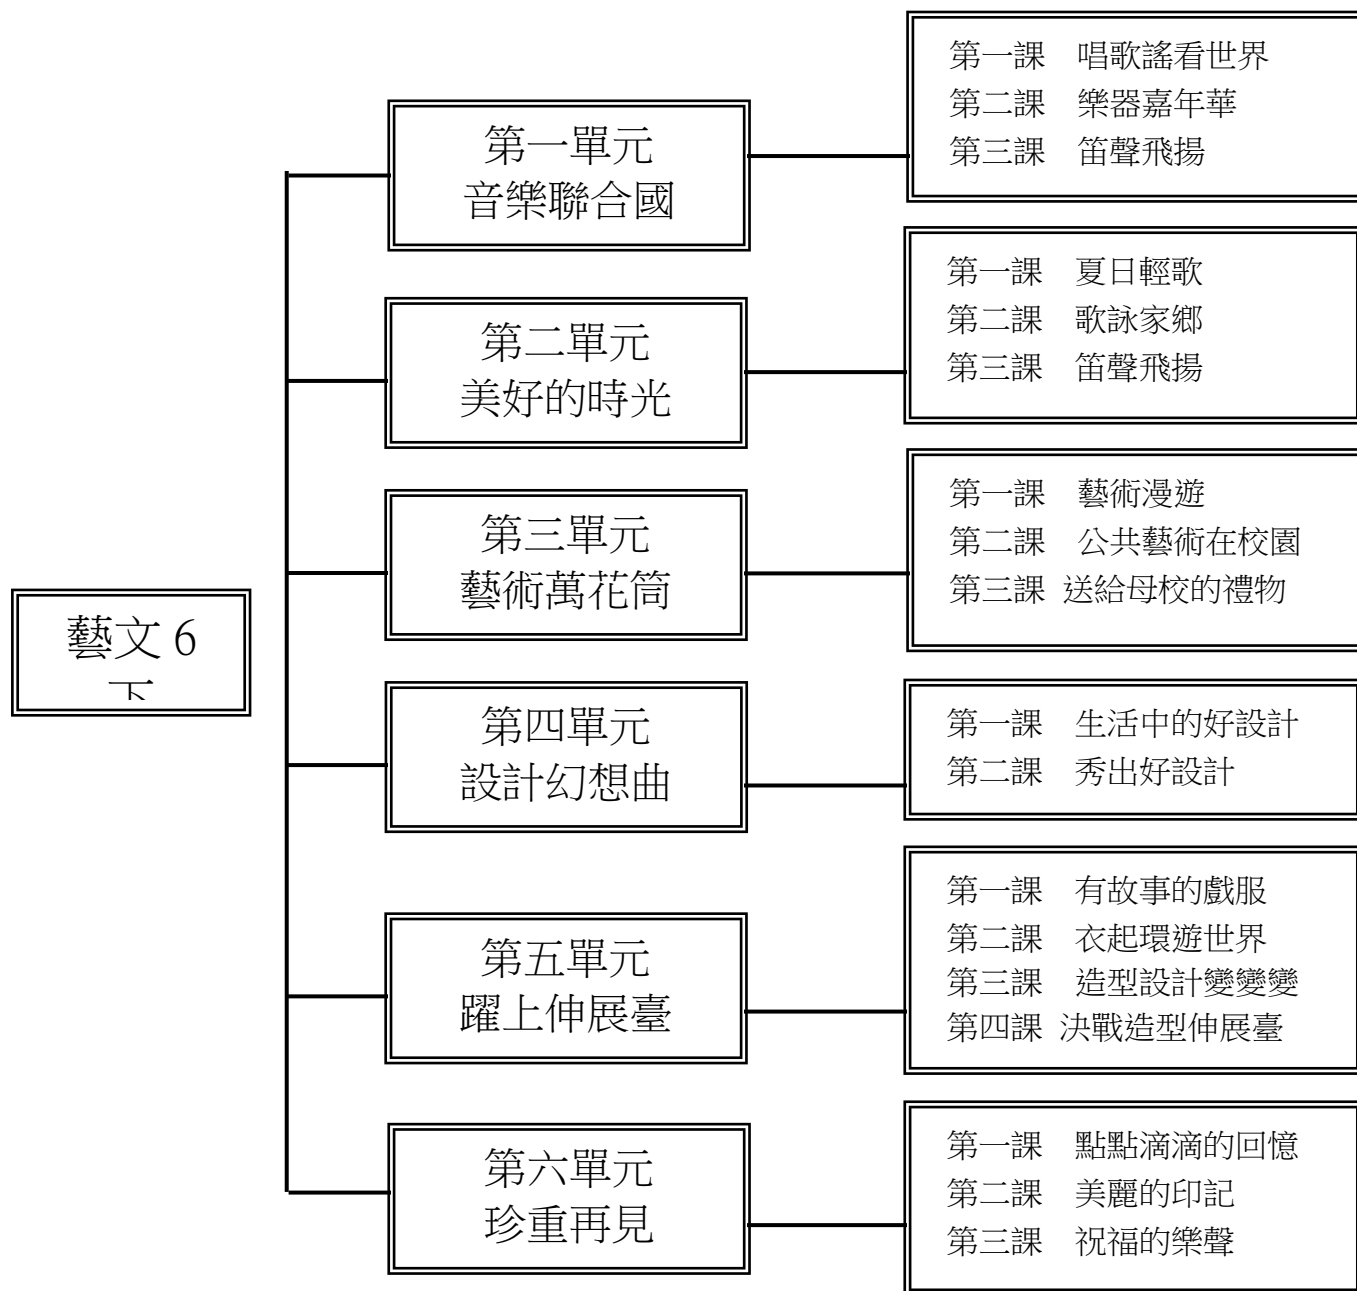 藝文 6
下
第一單元
音樂聯合國
第一課　唱歌謠看世界
第二課　樂器嘉年華
第三課　笛聲飛揚
第二單元
美好的時光
第一課　夏日輕歌
第二課　歌詠家鄉
第三課　笛聲飛揚
第三單元
藝術萬花筒
第一課　藝術漫遊
第二課　公共藝術在校園
第三課 送給母校的禮物
第四單元
設計幻想曲
第一課　生活中的好設計
第二課　秀出好設計
第五單元
躍上伸展臺
第一課　有故事的戲服
第二課　衣起環遊世界
第三課　造型設計變變變
第四課 決戰造型伸展臺
第六單元
珍重再見
第一課　點點滴滴的回憶
第二課　美麗的印記
第三課　祝福的樂聲